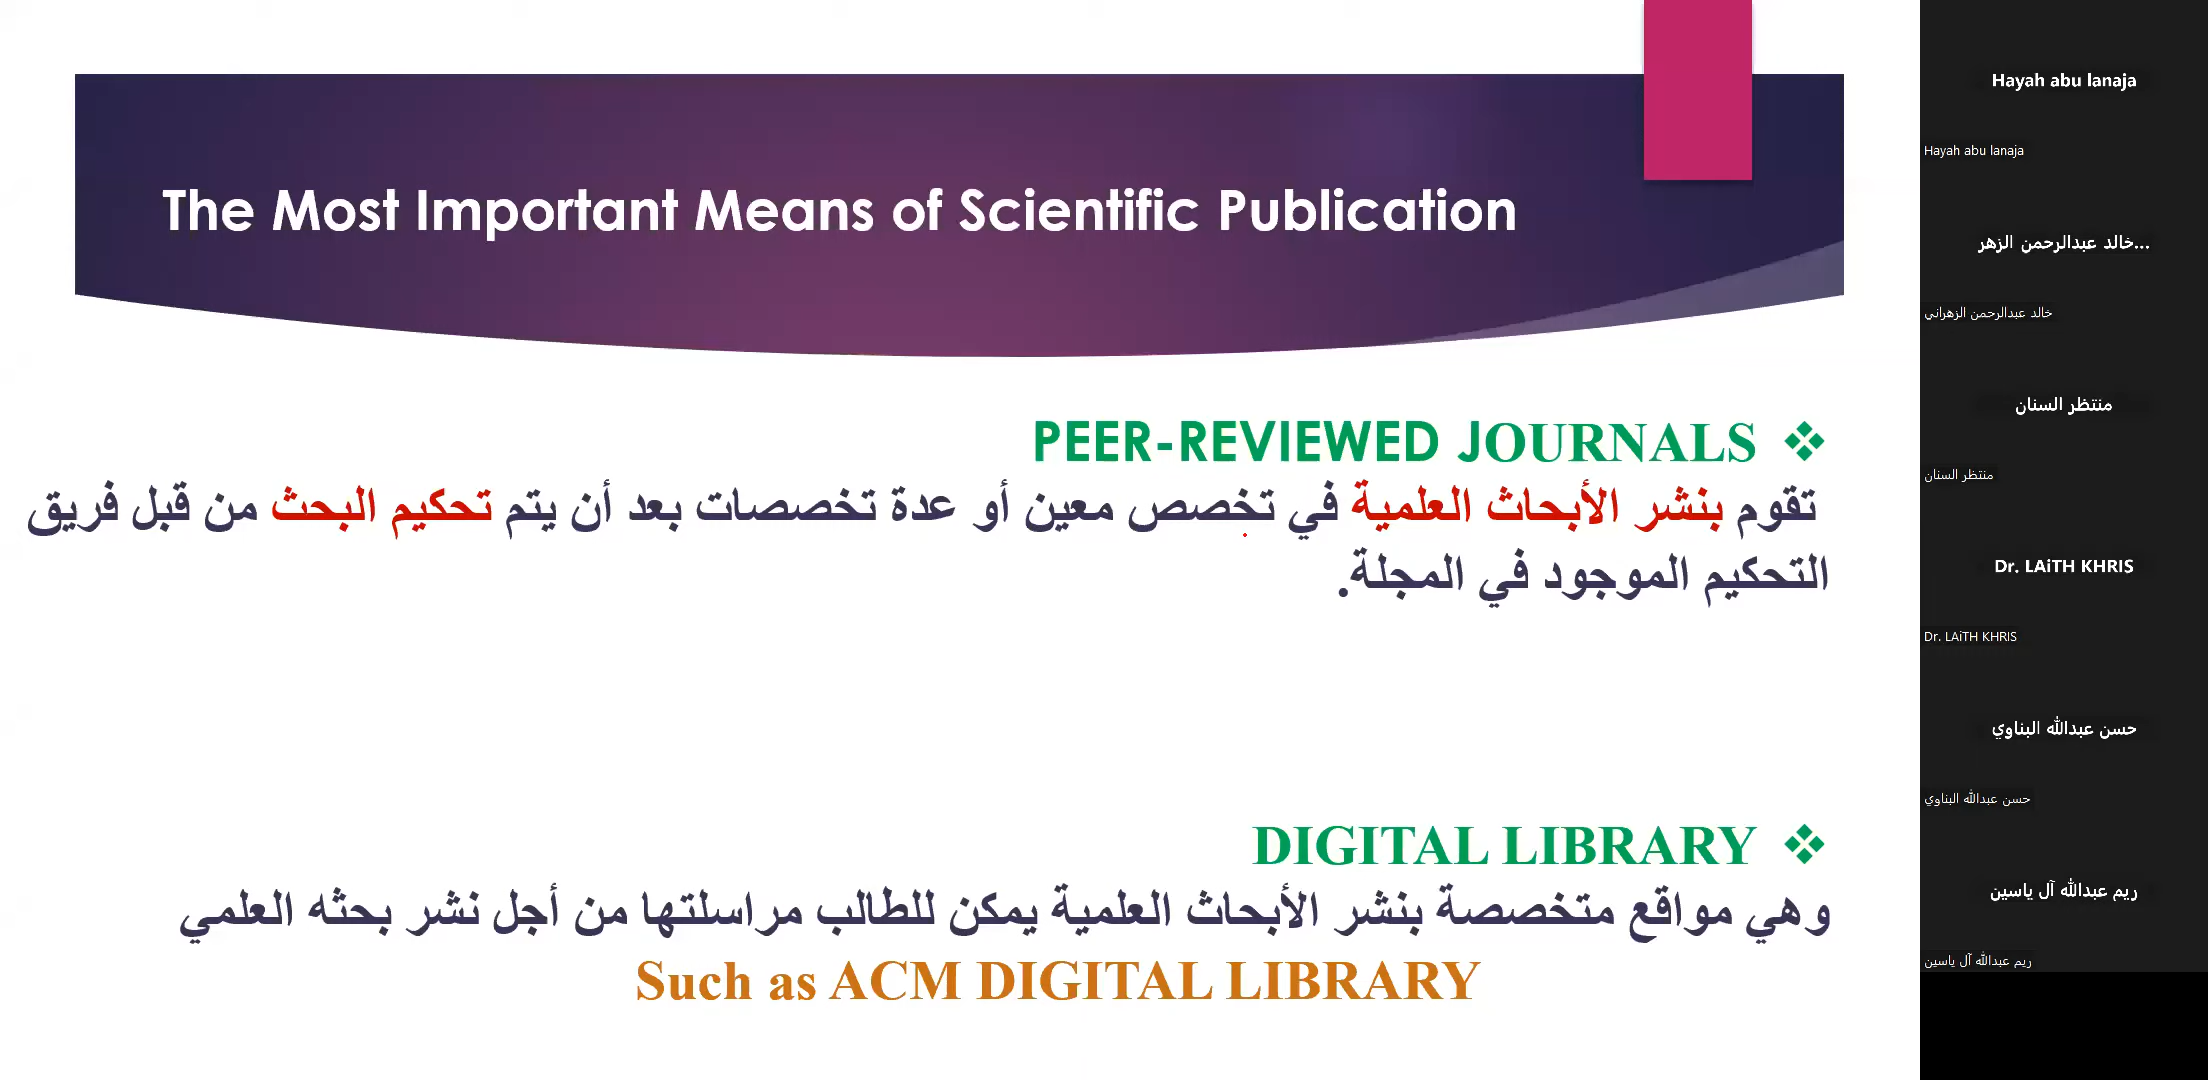 The Most Important Means of Scientific Publication
❖ PEER-REVIEWED JOURNALS
تقوم بنشر الأبحاث العلمية في تخصص معين أو عدة تخصصات بعد أن يتم تحكيم البحث من قبل فريق
التحكيم الموجود في المجلة.
❖ DIGITAL LIBRARY
وهي مواقع متخصصة بنشر الأبحاث العلمية يمكن للطالب مراسلتها من أجل نشر بحثه العلمي
Such as ACM DIGITAL LIBRARY
Hayah abu lanaja
Hayah abu lanaja
خالد عبدالرحمن الزهر...
خالد عبدالرحمن الزهراني
منتظر السنان
منتظر السنان
Dr. LAiTH KHRIS
Dr. LAiTH KHRIS
حسن عبدالله البناوي
حسن عبدالله البناوي
ريم عبدالله آل ياسين
ريم عبدالله آل ياسين